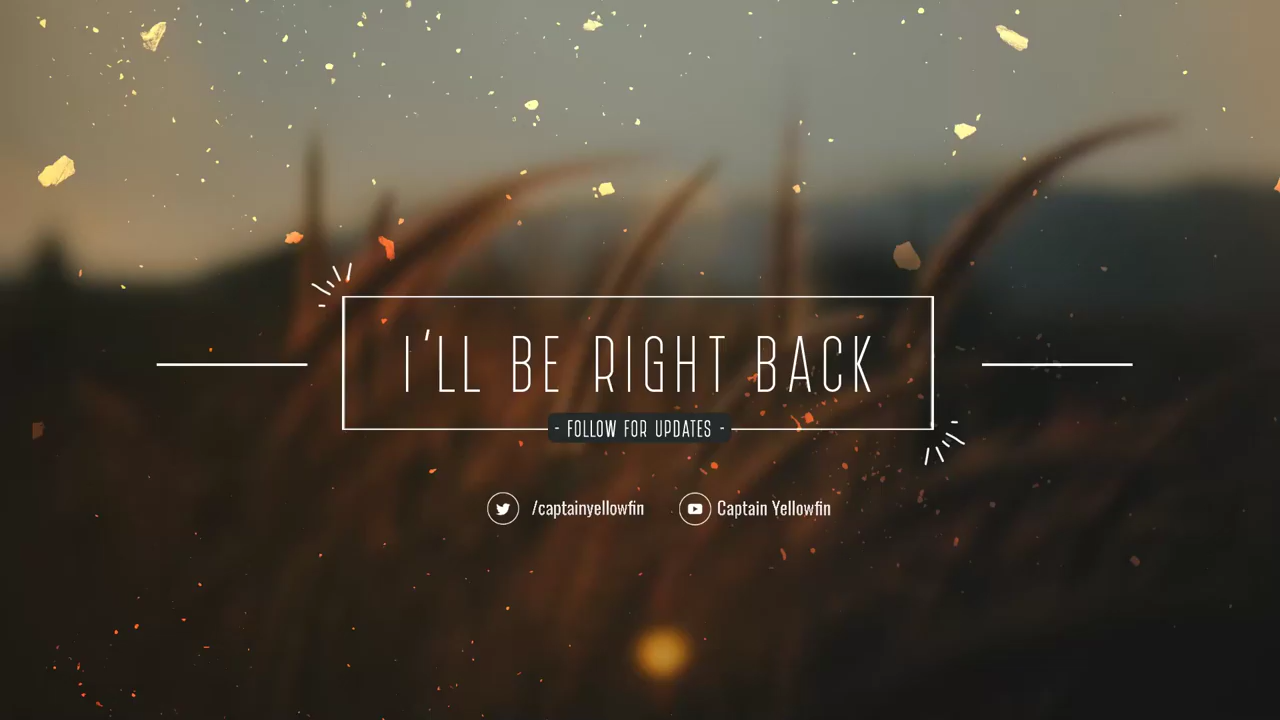 I'LL BE RIGHT BACK
- FOLLOW FOR UPDATES -
/captainyellowfin Captain Yellowfin